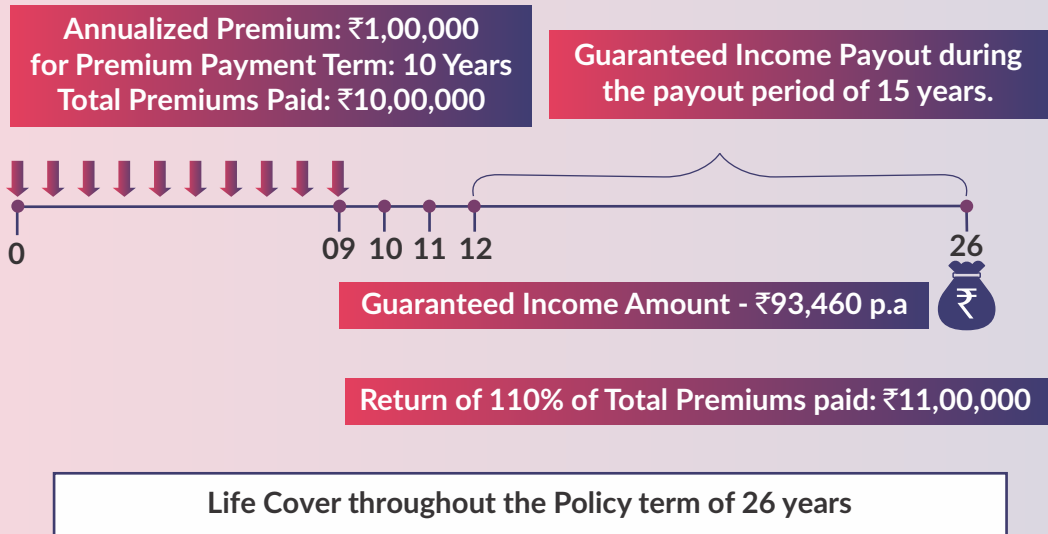 Annualized Premium: ₹1,00,000
for Premium Payment Term: 10 Years
Total Premiums Paid: ₹10,00,000
Guaranteed Income Payout during
the payout period of 15 years.
0
09 10 11 12
26
₹
Guaranteed Income Amount - ₹93,460 p.a
Return of 110% of Total Premiums paid: ₹11,00,000
Life Cover throughout the Policy term of 26 years